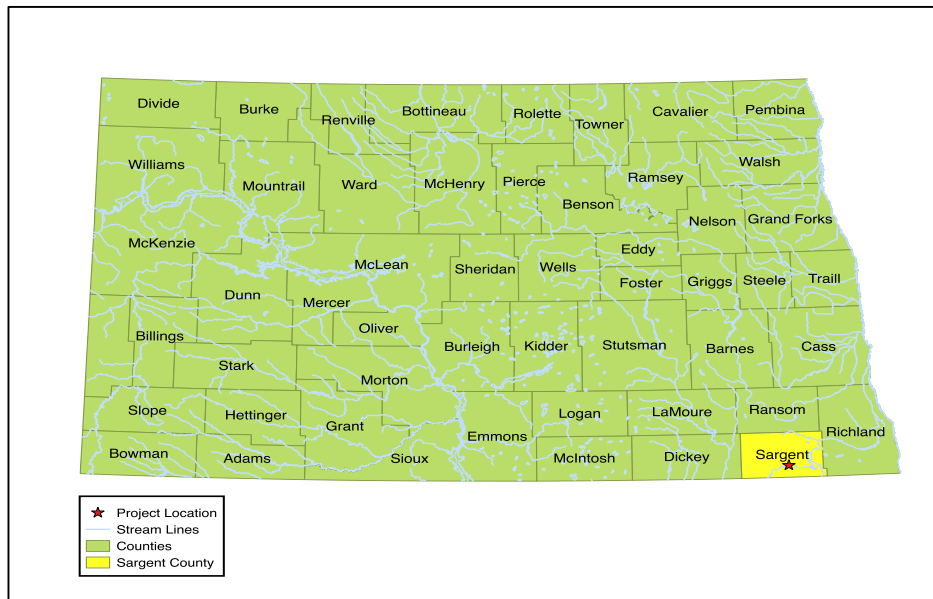 Divide
Burke
Renville
Bottineau
Rolette
Towner
Cavalier
Pembina
Williams
Mountrail
Ward
McHenry
Pierce
Benson
Ramsey
Walsh
Nelson
Grand Forks
McKenzie
McLean
Sheridan
Wells
Eddy
Foster
Griggs
Steele
Traill
Dunn
Mercer
Oliver
Billings
Burleigh
Kidder
Stutsman
Barnes
Cass
Stark
Morton
Slope
Hettinger
Grant
Emmons
Logan
LaMoure
Ransom
Richland
Bowman
Adams
Sioux
McIntosh
Dickey
Sargent
Project Location
Stream Lines
Counties
Sargent County